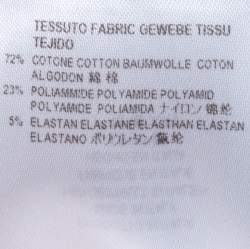 TESSUTO FABRIC GEWEBE TISSU
TEJIDO
72% COTONE COTTON BAUMWOLLE COTON
ALGODON 綿 棉
23% POLIAMMIDE POLYAMIDE POLYAMID
POLYAMIDE POLIAMIDA ナイロン 锦纶
5% ELASTAN ELASTANE ELASTHAN ELASTAN
ELASTANO ポリウレタン 氨纶